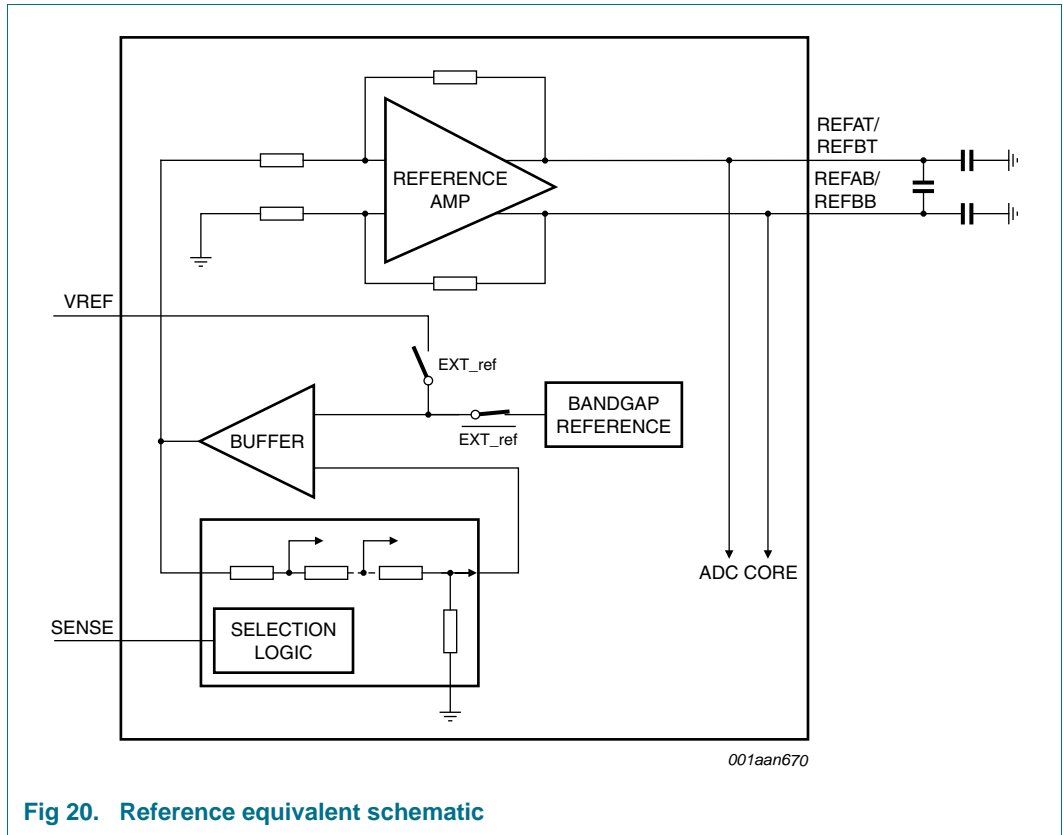 REFERENCE
AMP
REFAT/
REFBT
REFAB/
REFBB
VREF
EXT_ref
BUFFER
EXT_ref
BANDGAP
REFERENCE
ADC CORE
SENSE
SELECTION
LOGIC
001aan670
Fig 20. Reference equivalent schematic